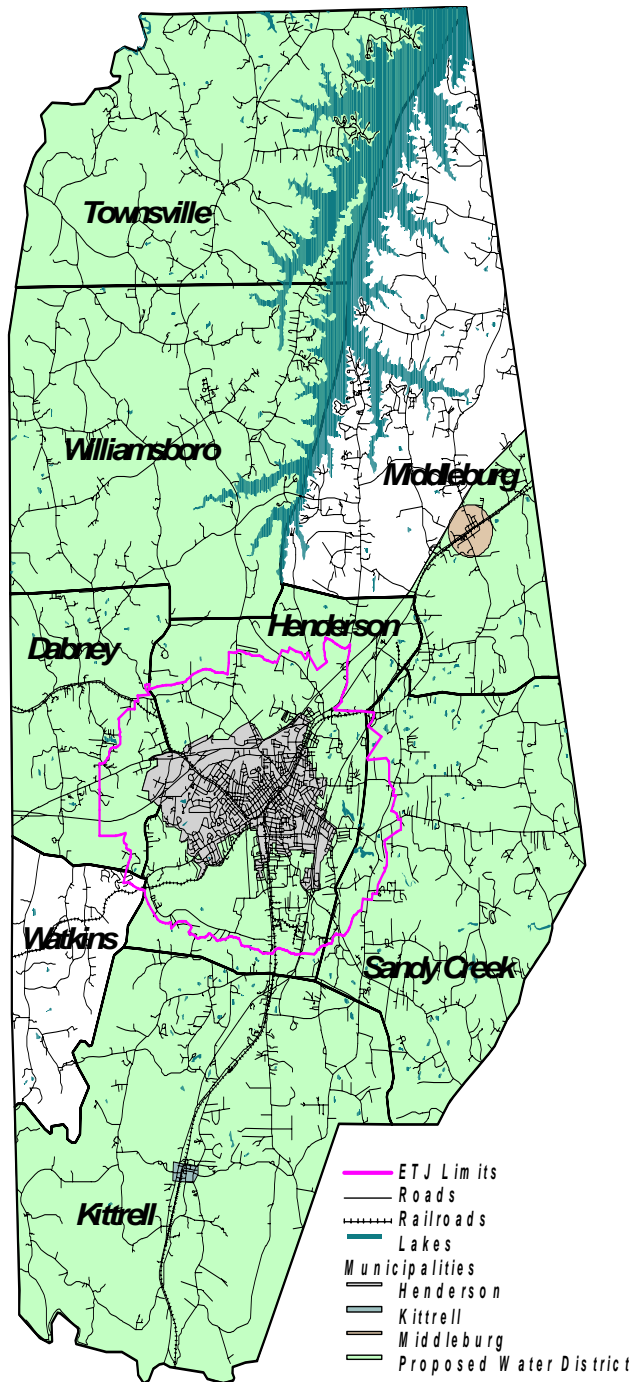 Townsville
Williamsboro
Middleburg
Henderson
Dabney
Watkins
Sandy Creek
Kittrell
ETJ Limits
Roads
Railroads
Lakes
Municipalities
Henderson
Kittrell
Middleburg
Proposed Water District